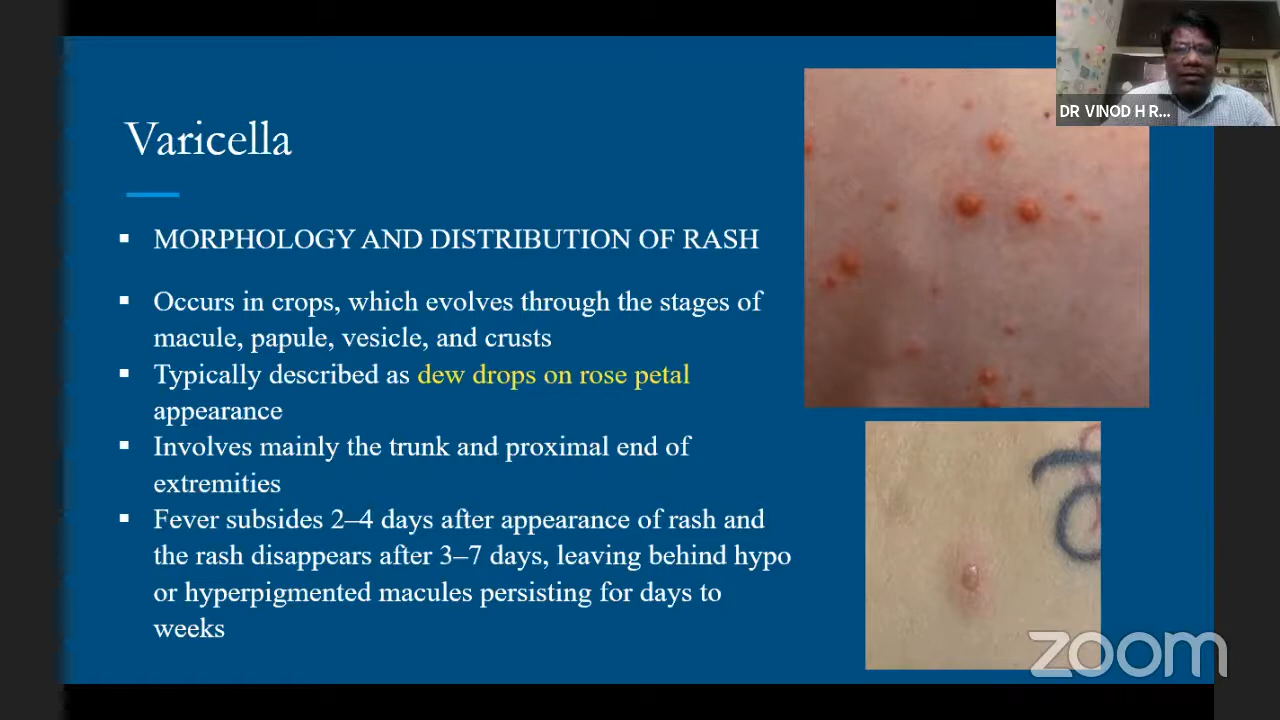 DR VINOD H R...
Varicella
▪ MORPHOLOGY AND DISTRIBUTION OF RASH
▪ Occurs in crops, which evolves through the stages of
macule, papule, vesicle, and crusts
▪ Typically described as dew drops on rose petal
appearance
▪ Involves mainly the trunk and proximal end of
extremities
▪ Fever subsides 2–4 days after appearance of rash and
the rash disappears after 3–7 days, leaving behind hypo
or hyperpigmented macules persisting for days to
weeks
zoom